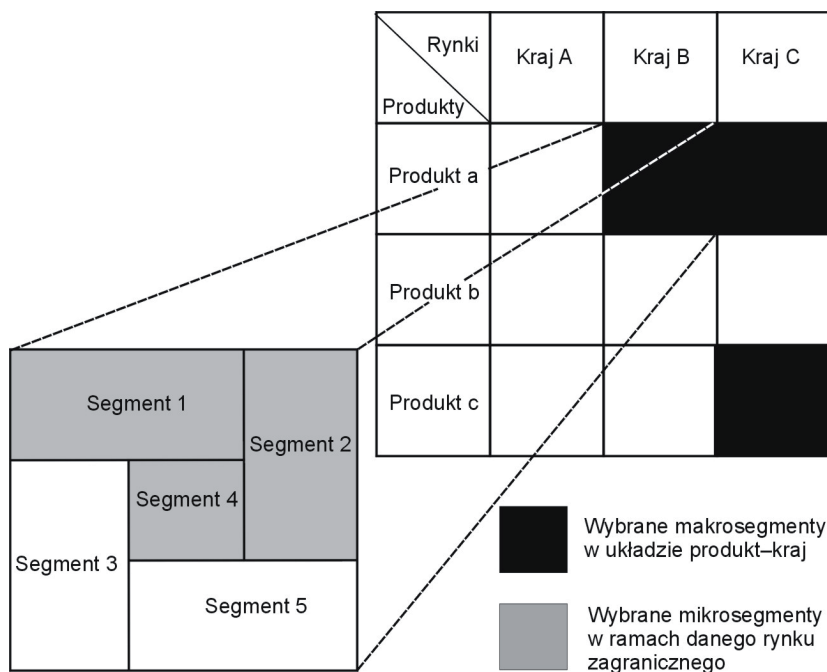 Rynki
Produkty
Kraj A
Kraj B
Kraj C
Produkt a
Produkt b
Produkt c
Segment 1
Segment 2
Segment 4
Segment 3
Segment 5
Wybrane makrosegmenty
w układzie produkt–kraj
Wybrane mikrosegmenty
w ramach danego rynku
zagranicznego